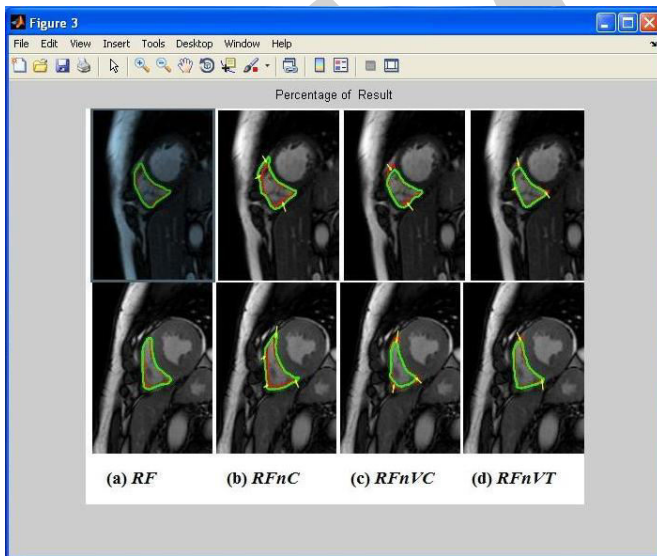 Figure 3
File Edit View Insert Tools Desktop Window Help
Percentage of Result
(a) RF (b) RFnC (c) RFnVC (d) RFnVT